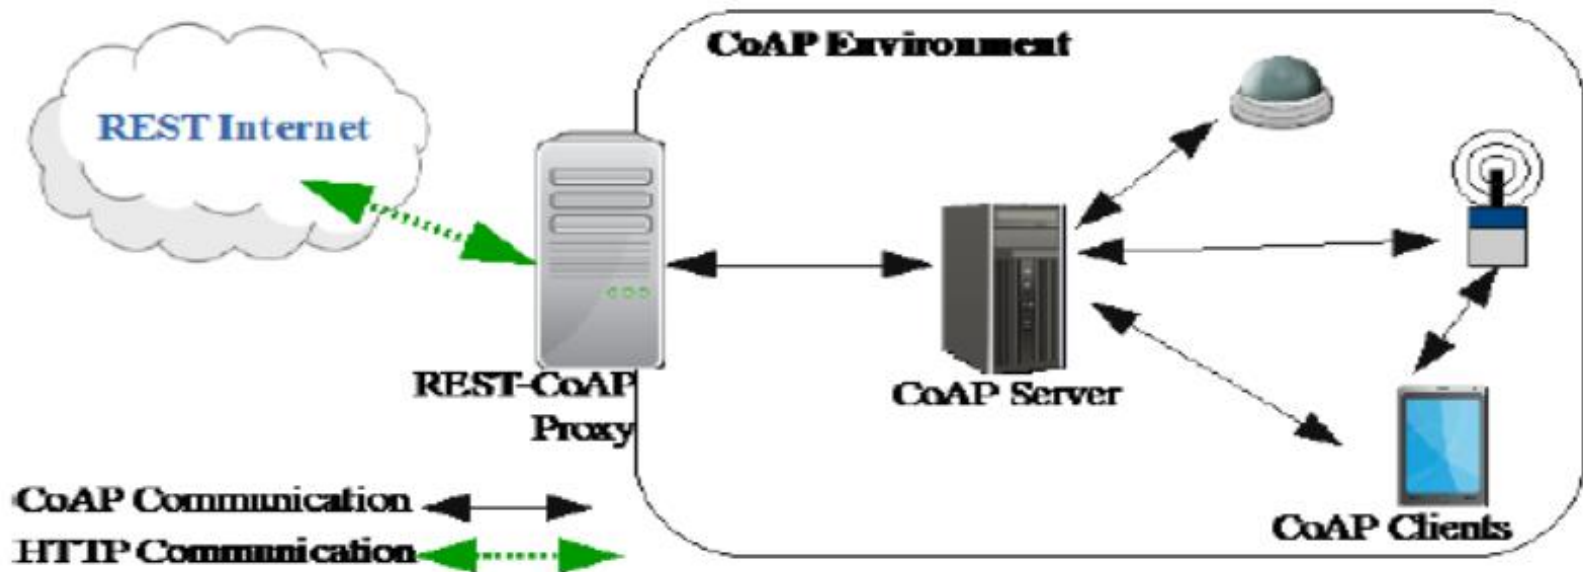 CoAP Environment
REST Internet
REST-CoAP
Proxy
CoAP Server
CoAP Communication
HTTP Communication
CoAP Clients